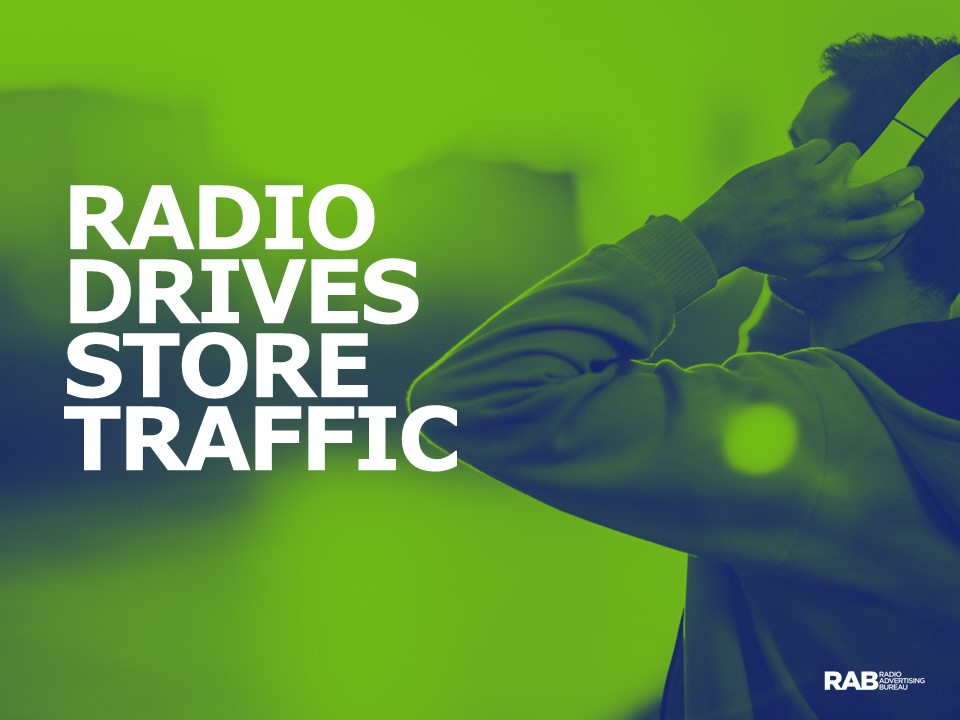 RADIO
DRIVES
STORE
TRAFFIC
RAB RADIO
ADVERTISING
BUREAU